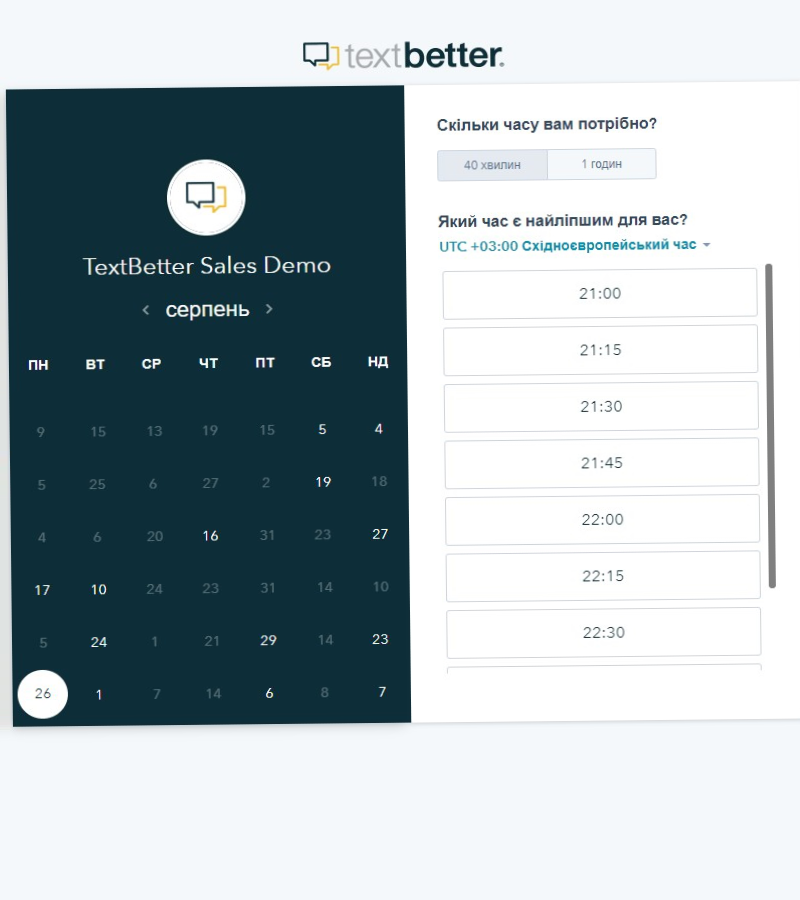 textbetter.
TextBetter Sales Demo
серпень
ПН ВТ СР ЧТ ПТ СБ НД
9 15 13 19 15 5 4
5 25 6 27 2 19 18
4 6 20 16 31 23 27
17 10 24 23 31 14 10
5 24 1 21 29 14 23
26 1 7 14 6 8 7
Скільки часу вам потрібно?
40 хвилин 1 годин
Який час є найліпшим для вас?
UTC +03:00 Східноєвропейський час
21:00
21:15
21:30
21:45
22:00
22:15
22:30